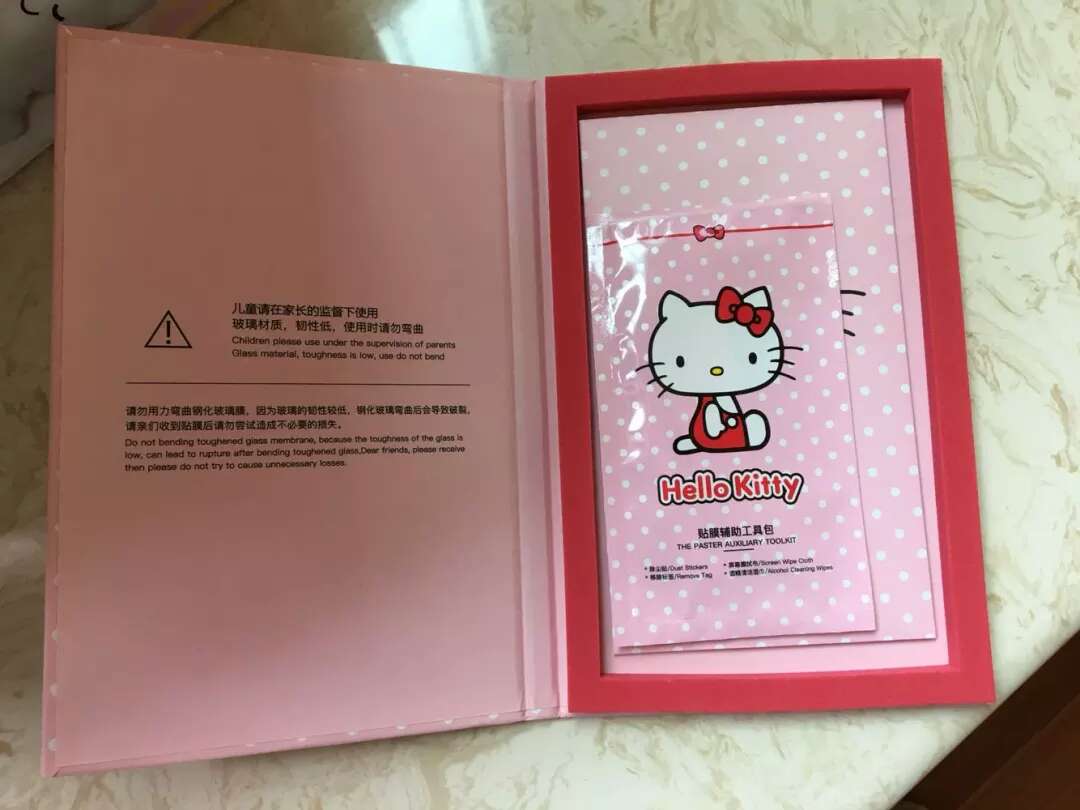 儿童请在家长的监督下使用
玻璃材质，韧性低，使用时请勿弯曲
Children please use under the supervision of parents
Glass material, toughness is low, use do not bend
请勿用力弯曲钢化玻璃膜，因为玻璃的韧性较低，钢化玻璃弯曲后会导致破裂，
请亲们收到贴膜后请勿尝试造成不必要的损失。
Do not bending toughened glass membrane, because the toughness of the glass is
low, can lead to rupture after bending toughened glass,Dear friends, please receive
then please do not try to cause unnecessary losses.
Hello Kitty
贴膜辅助工具包
THE PASTER AUXILIARY TOOLKIT
• 除尘贴/Dust Stickers • 屏幕擦拭布/Screen Wipe Cloth
• 移除标签/Remove Tag • 酒精清洁湿巾/Alcohol Cleaning Wipes